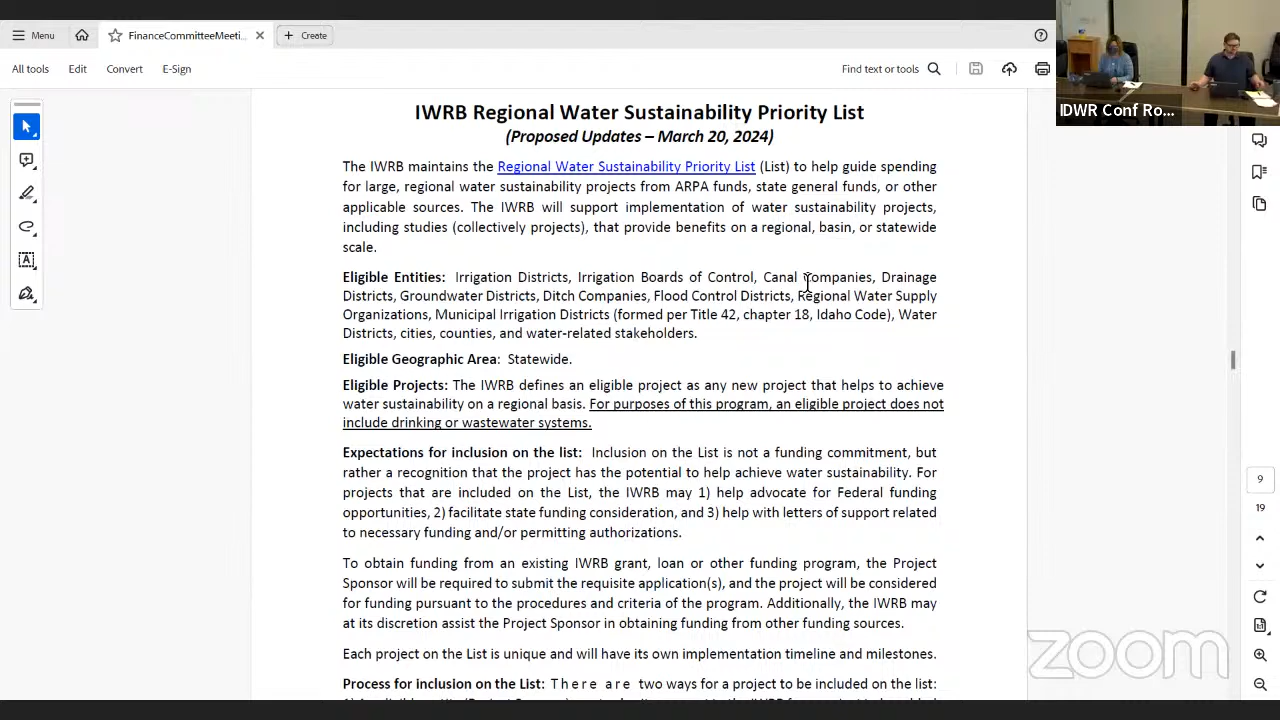 Menu
FinanceCommitteeMeeti...
Create
All tools
Edit
Convert
E-Sign
Find text or tools
IDWR Conf Ro...
IWRB Regional Water Sustainability Priority List
(Proposed Updates – March 20, 2024)
The IWRB maintains the Regional Water Sustainability Priority List (List) to help guide spending
for large, regional water sustainability projects from ARPA funds, state general funds, or other
applicable sources. The IWRB will support implementation of water sustainability projects,
including studies (collectively projects), that provide benefits on a regional, basin, or statewide
scale.
Eligible Entities: Irrigation Districts, Irrigation Boards of Control, Canal Companies, Drainage
Districts, Groundwater Districts, Ditch Companies, Flood Control Districts, Regional Water Supply
Organizations, Municipal Irrigation Districts (formed per Title 42, chapter 18, Idaho Code), Water
Districts, cities, counties, and water-related stakeholders.
Eligible Geographic Area: Statewide.
Eligible Projects: The IWRB defines an eligible project as any new project that helps to achieve
water sustainability on a regional basis. For purposes of this program, an eligible project does not
include drinking or wastewater systems.
Expectations for inclusion on the list: Inclusion on the List is not a funding commitment, but
rather a recognition that the project has the potential to help achieve water sustainability. For
projects that are included on the List, the IWRB may 1) help advocate for Federal funding
opportunities, 2) facilitate state funding consideration, and 3) help with letters of support related
to necessary funding and/or permitting authorizations.
To obtain funding from an existing IWRB grant, loan or other funding program, the Project
Sponsor will be required to submit the requisite application(s), and the project will be considered
for funding pursuant to the procedures and criteria of the program. Additionally, the IWRB may
at its discretion assist the Project Sponsor in obtaining funding from other funding sources.
Each project on the List is unique and will have its own implementation timeline and milestones.
Process for inclusion on the List: There are two ways for a project to be included on the list:
9
19
zoom